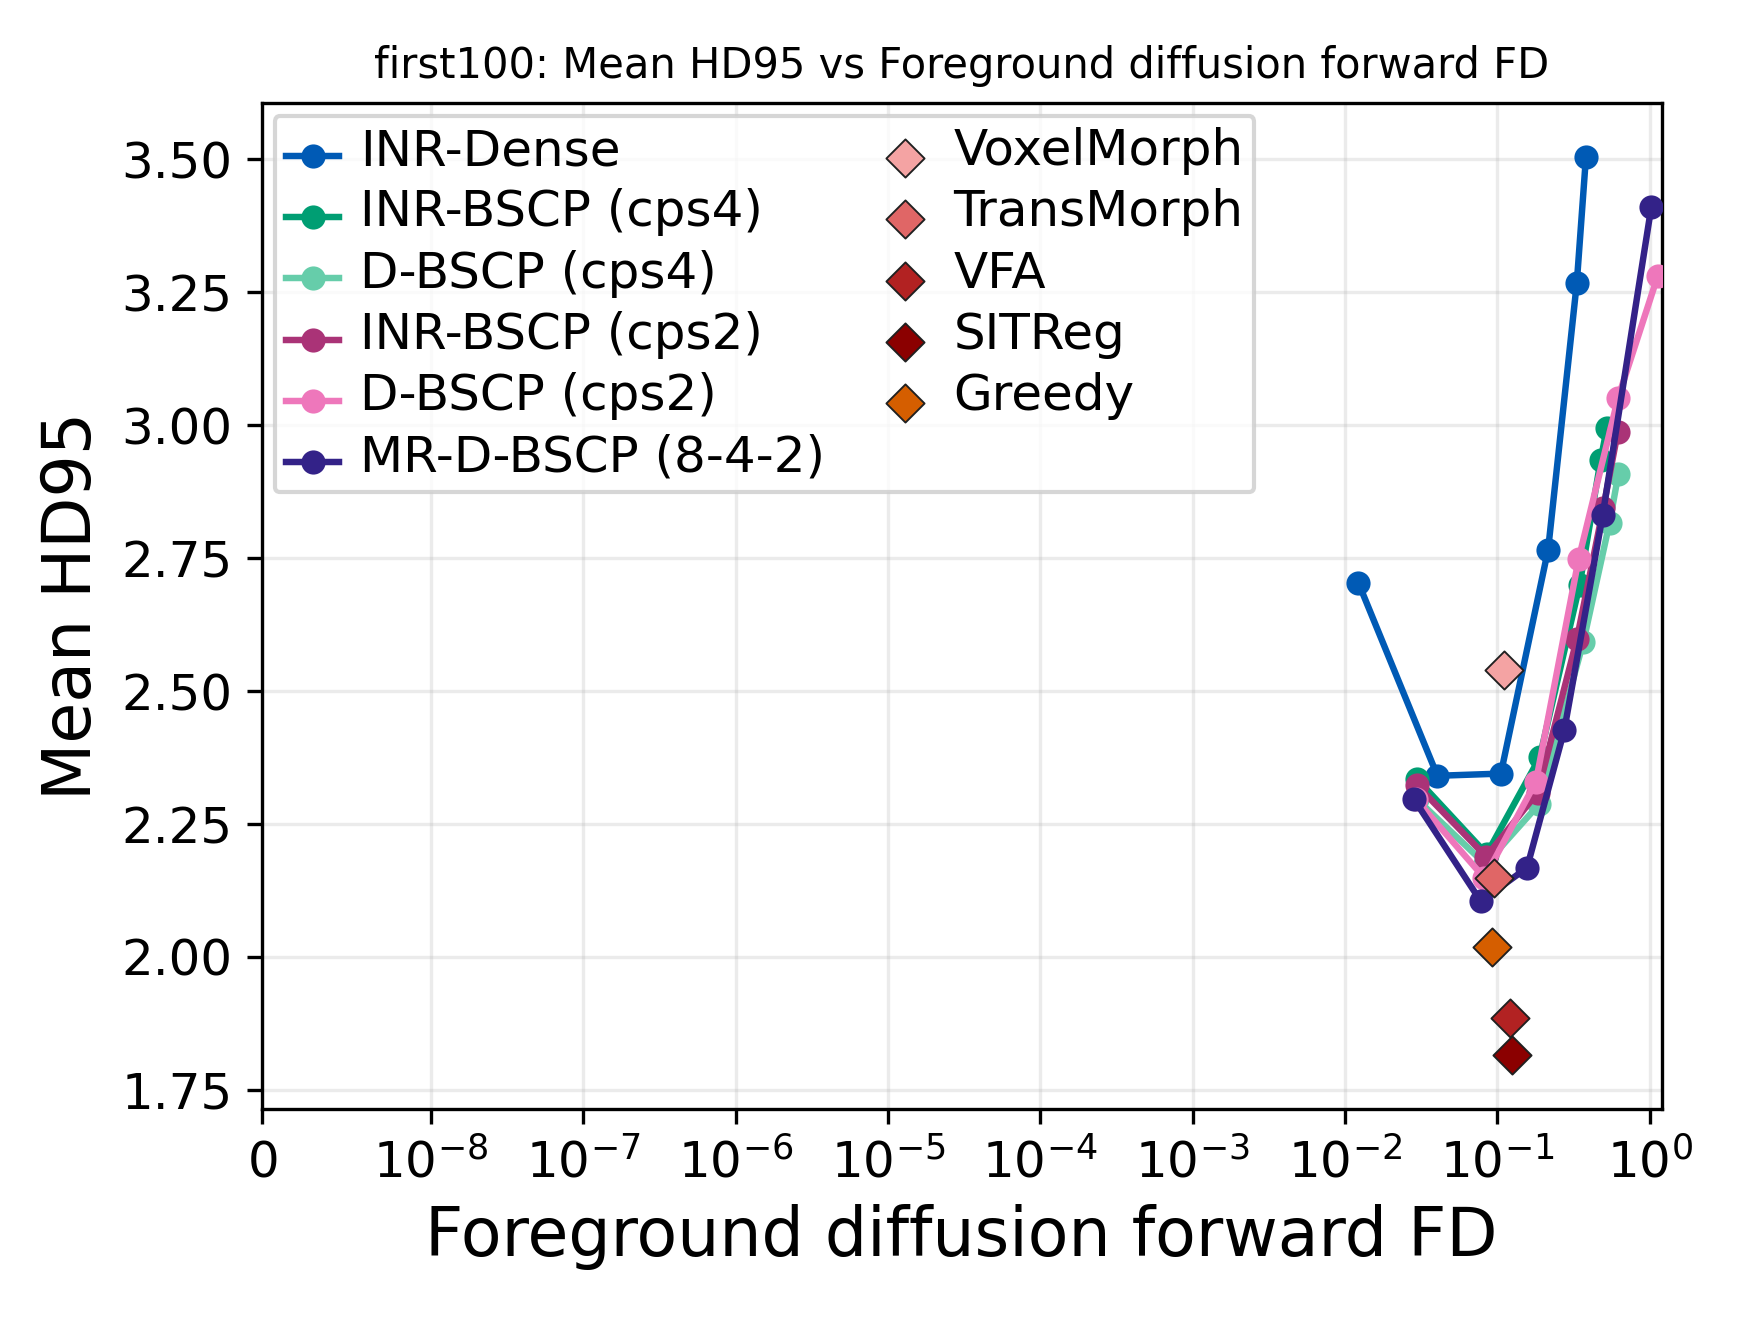 first100: Mean HD95 vs Foreground diffusion forward FD
INR-Dense
INR-BSCP (cps4)
D-BSCP (cps4)
INR-BSCP (cps2)
D-BSCP (cps2)
MR-D-BSCP (8-4-2)
VoxelMorph
TransMorph
VFA
SITReg
Greedy
Mean HD95
3.50
3.25
3.00
2.75
2.50
2.25
2.00
1.75
0
10⁻⁸
10⁻⁷
10⁻⁶
10⁻⁵
10⁻⁴
10⁻³
10⁻²
10⁻¹
10⁰
Foreground diffusion forward FD